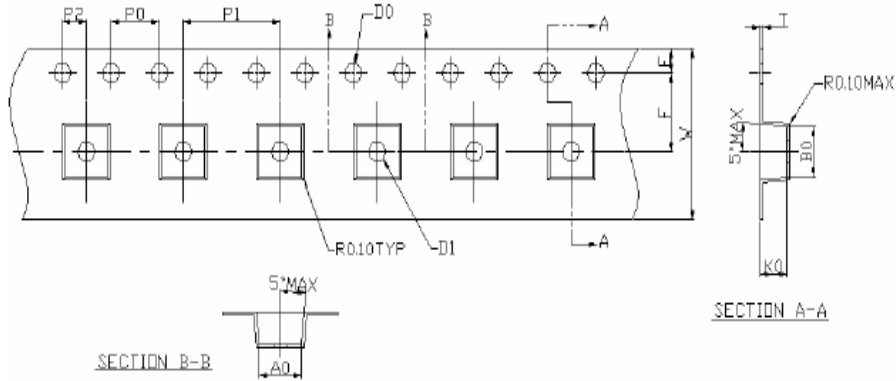 P2
P0
P1
B
B
D0
A
T
E
F
W
R0.10MAX
5°MAX
B0
R0.10TYP
D1
A
K0
5°MAX
SECTION A-A
SECTION B-B
A0